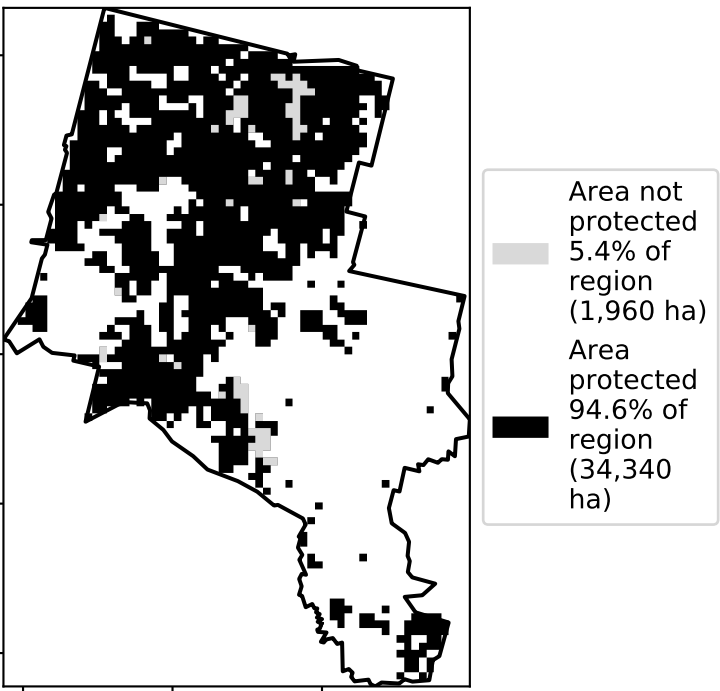 Area not
protected
5.4% of
region
(1,960 ha)
Area
protected
94.6% of
region
(34,340
ha)